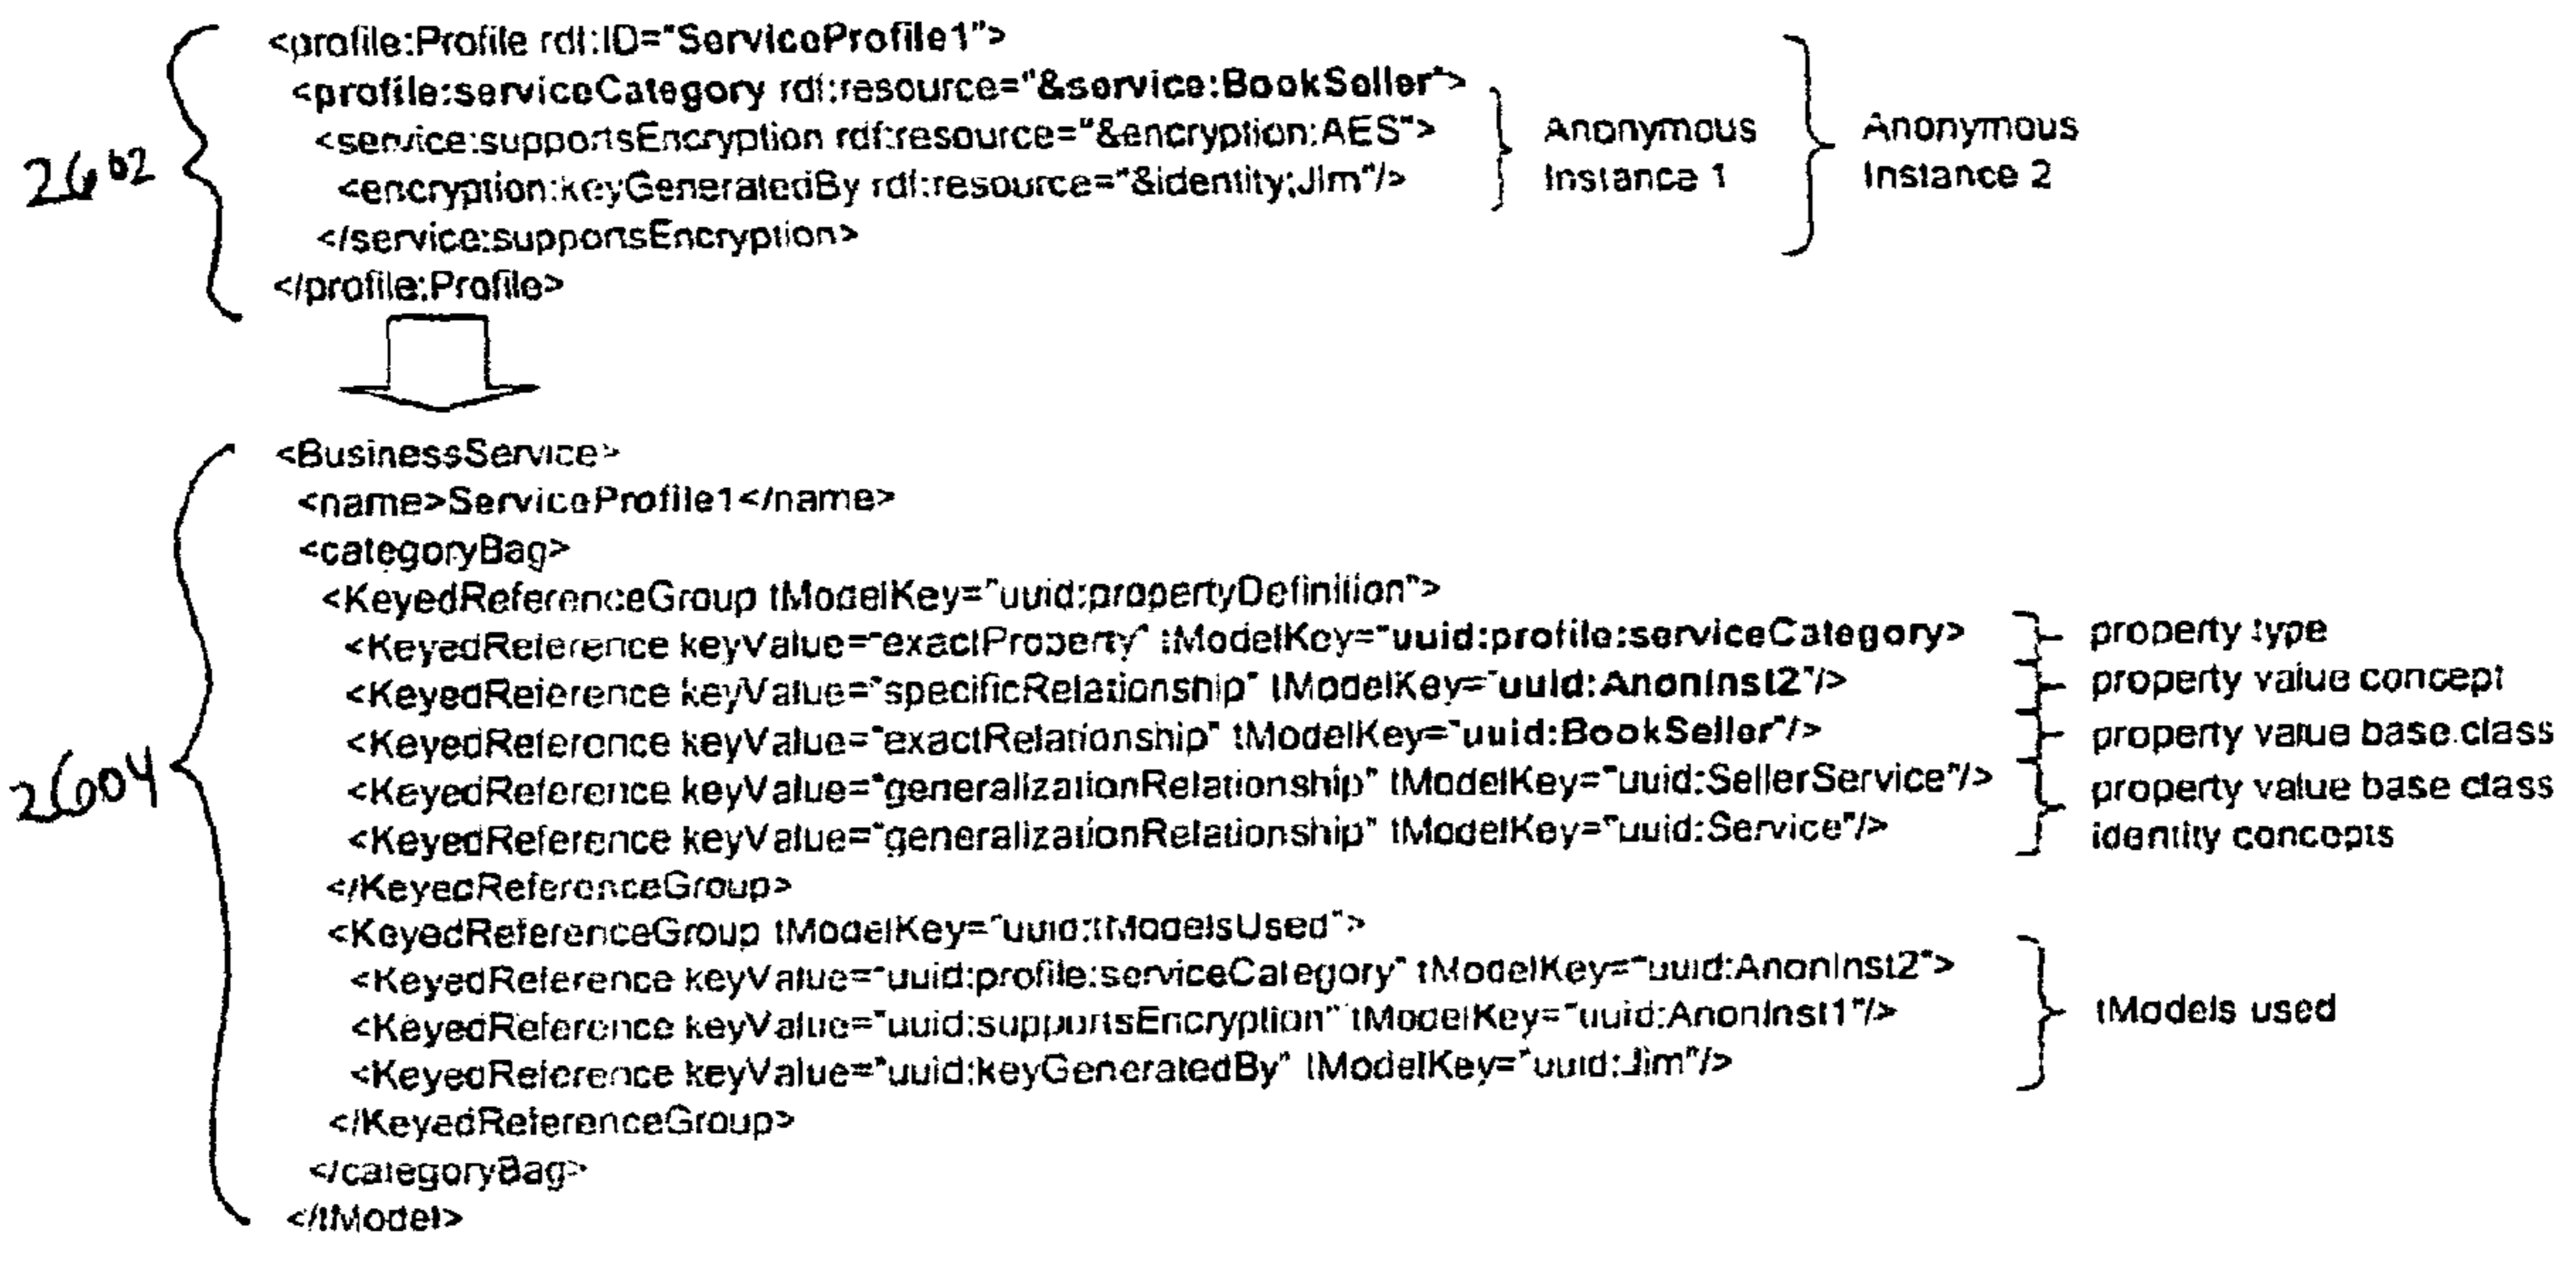 <profile:Profile rdf:ID="ServiceProfile1">
<profile:serviceCategory rdf:resource="&service:BookSeller">
<service:supportsEncryption rdf:resource="&encryption:AES">
<encryption:keyGeneratedBy rdf:resource="&identity;Jim"/>
</service:supportsEncryption>
</profile:Profile>
Anonymous
Instance 1
Anonymous
Instance 2
2602
<BusinessService>
<name>ServiceProfile1</name>
<categoryBag>
<KeyedReferenceGroup tModelKey="uuid:propertyDefinition">
<KeyedReference keyValue="exactProperty" tModelKey="uuid:profile:serviceCategory> property type
<KeyedReference keyValue="specificRelationship" tModelKey="uuid:AnonInst2"/> property value concept
<KeyedReference keyValue="exactRelationship" tModelKey="uuid:BookSeller"/> property value base class
<KeyedReference keyValue="generalizationRelationship" tModelKey="uuid:SellerService"/> property value base class
<KeyedReference keyValue="generalizationRelationship" tModelKey="uuid:Service"/> identity concepts
</KeyedReferenceGroup>
<KeyedReferenceGroup tModelKey="uuid:tModelsUsed">
<KeyedReference keyValue="uuid:profile:serviceCategory" tModelKey="uuid:AnonInst2">
<KeyedReference keyValue="uuid:supportsEncryption" tModelKey="uuid:AnonInst1"/> tModels used
<KeyedReference keyValue="uuid:keyGeneratedBy" tModelKey="uuid:Jim"/>
</KeyedReferenceGroup>
</categoryBag>
</tModel>
2604